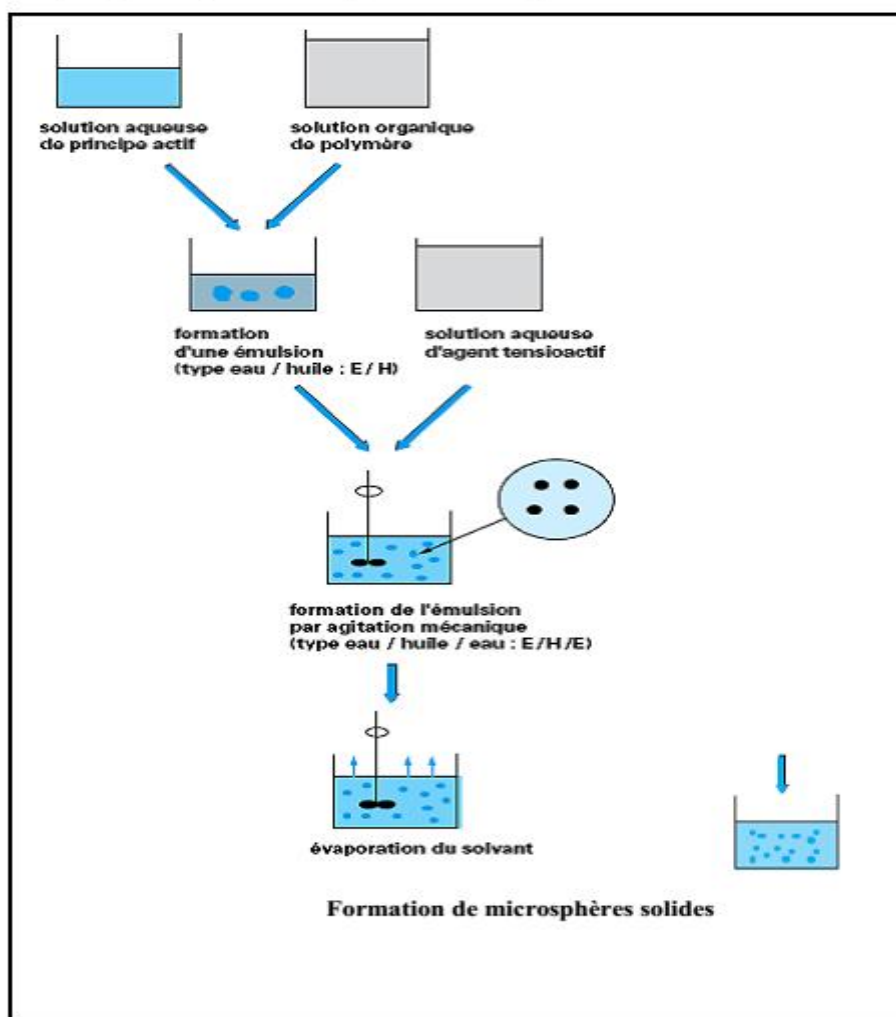 solution aqueuse
de principe actif
solution organique
de polymère
formation
d'une émulsion
(type eau / huile : E / H)
solution aqueuse
d'agent tensioactif
formation de l'émulsion
par agitation mécanique
(type eau / huile / eau : E / H /E)
évaporation du solvant
Formation de microsphères solides